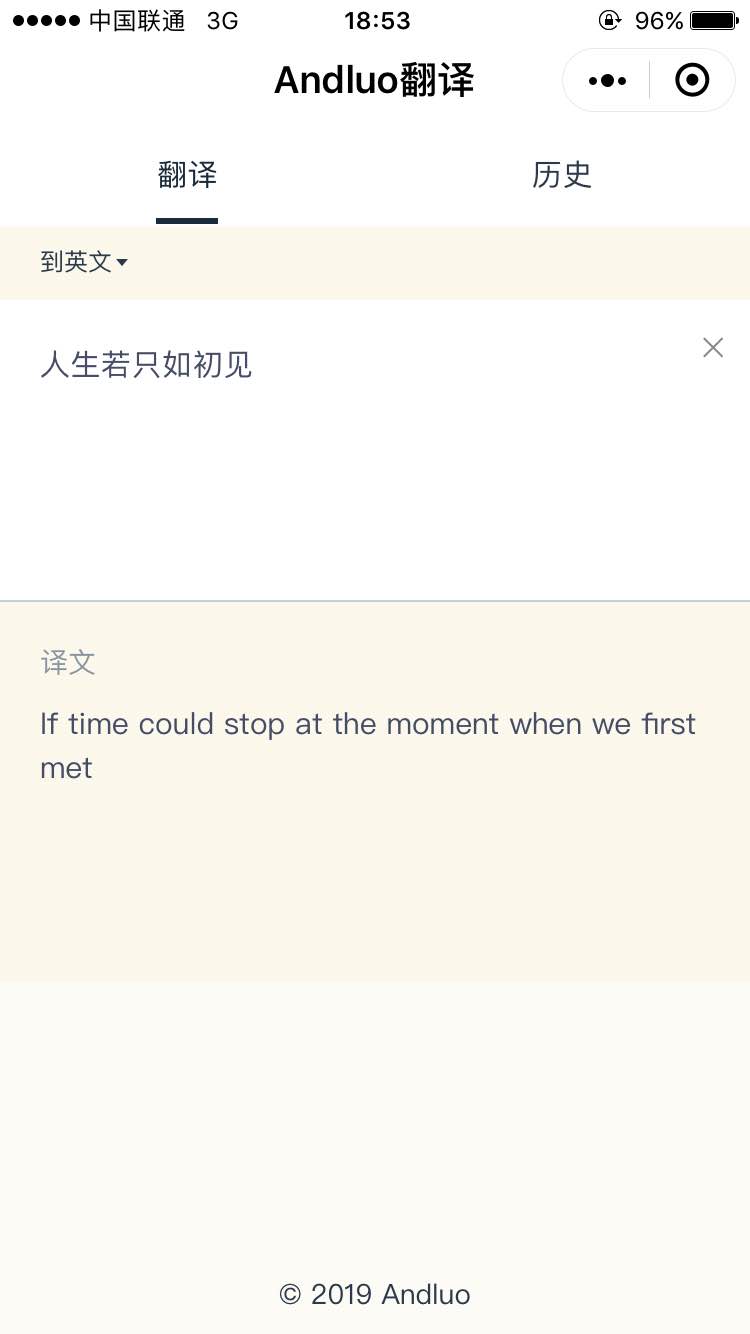 中国联通 3G 18:53 96%
Andluo翻译
翻译 历史
到英文
人生若只如初见
译文
If time could stop at the moment when we first
met
© 2019 Andluo